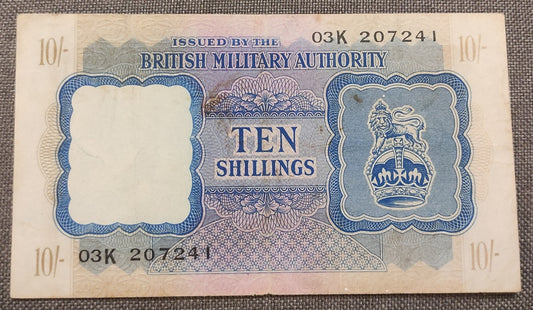 10/- ISSUED BY THE 03K 207241 10/-
BRITISH MILITARY AUTHORITY
TEN
SHILLINGS
10/- 03K 207241 10/-